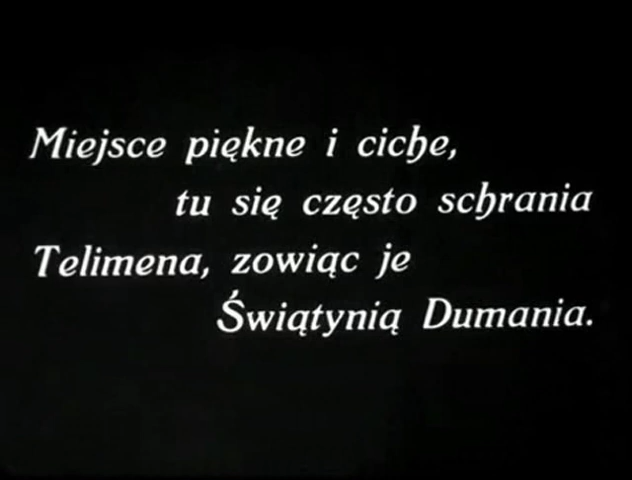 Miejsce piękne i ciche,
tu się często schrania
Telimena, zowiąc je
Świątynią Dumania.